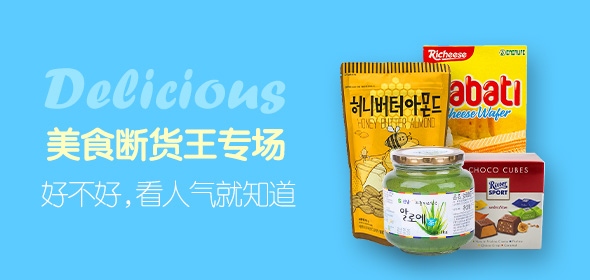 Delicious
美食断货王专场
好不好,看人气就知道
Richeese
abati
heese Wafer
허니버터아몬드
HONEY BUTTER ALMOND
CHOCO CUBES
Ritter
SPORT
알로에